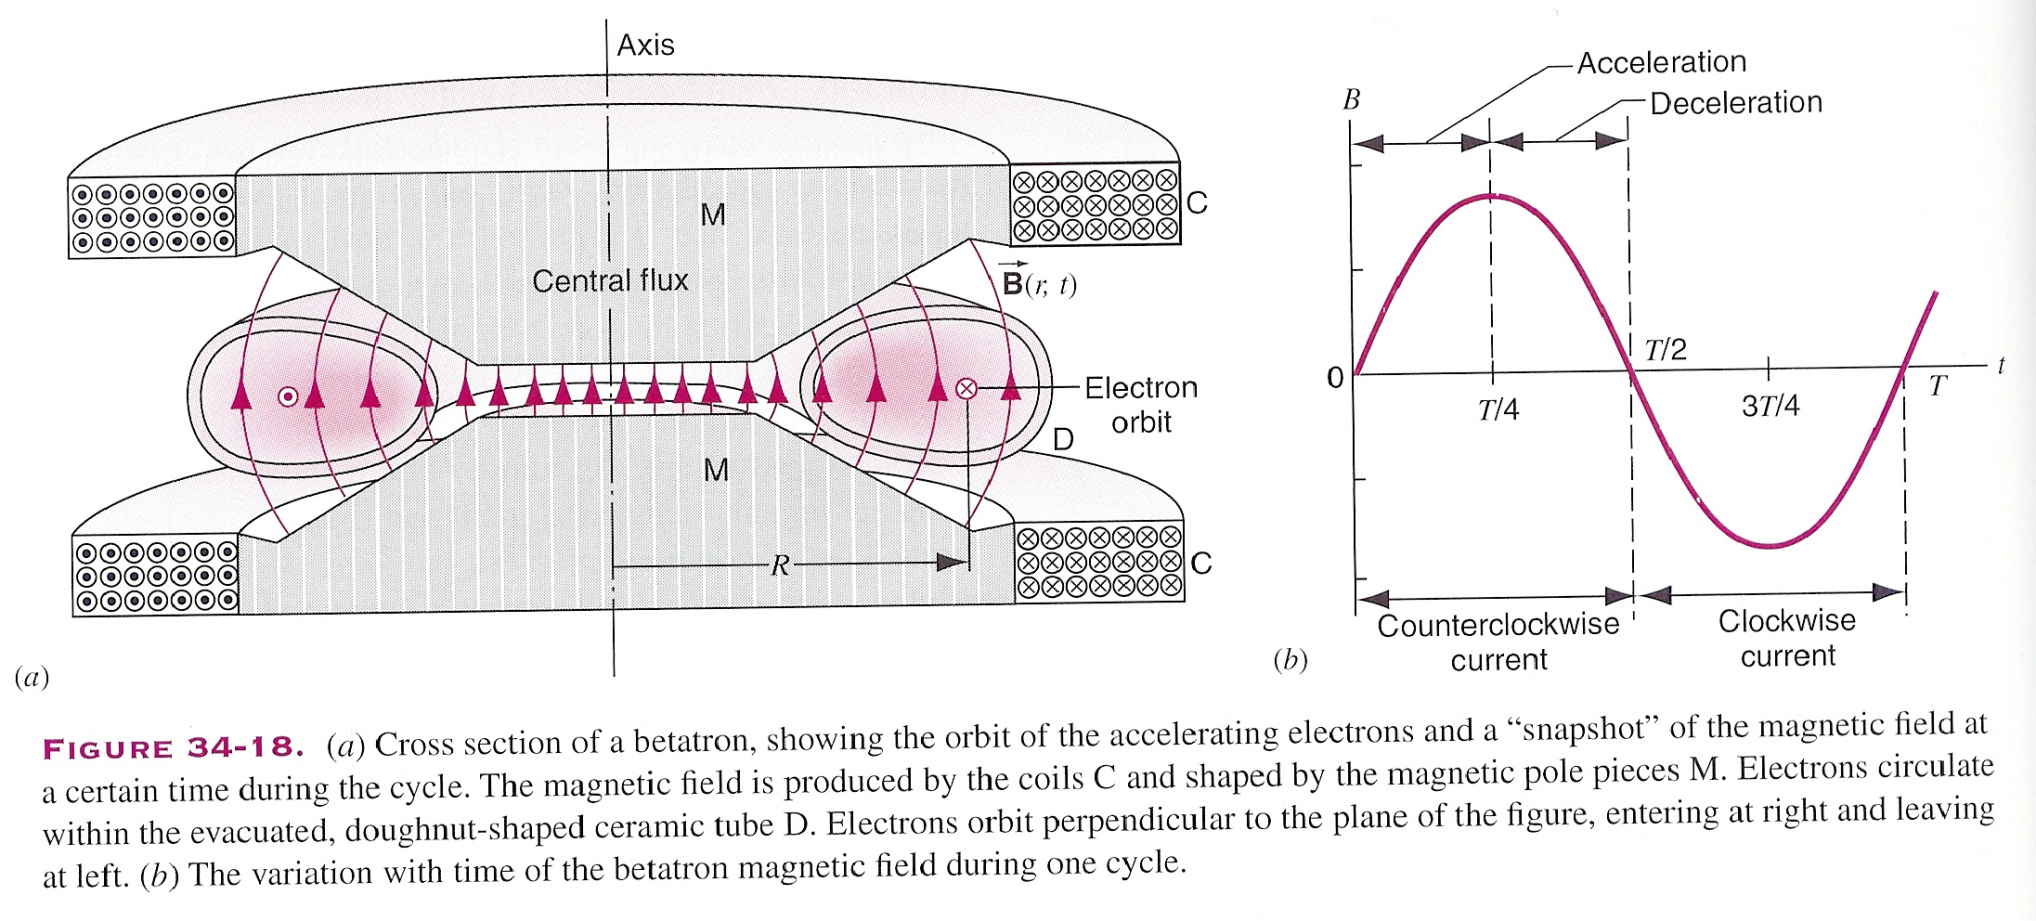 Axis
M
C
Central flux
B(r, t)
Electron
orbit
D
M
R
C
(a)
Acceleration
Deceleration
B
0
T/4
T/2
3T/4
T
t
Counterclockwise
current
Clockwise
current
(b)
FIGURE 34-18. (a) Cross section of a betatron, showing the orbit of the accelerating electrons and a “snapshot” of the magnetic field at
a certain time during the cycle. The magnetic field is produced by the coils C and shaped by the magnetic pole pieces M. Electrons circulate
within the evacuated, doughnut-shaped ceramic tube D. Electrons orbit perpendicular to the plane of the figure, entering at right and leaving
at left. (b) The variation with time of the betatron magnetic field during one cycle.